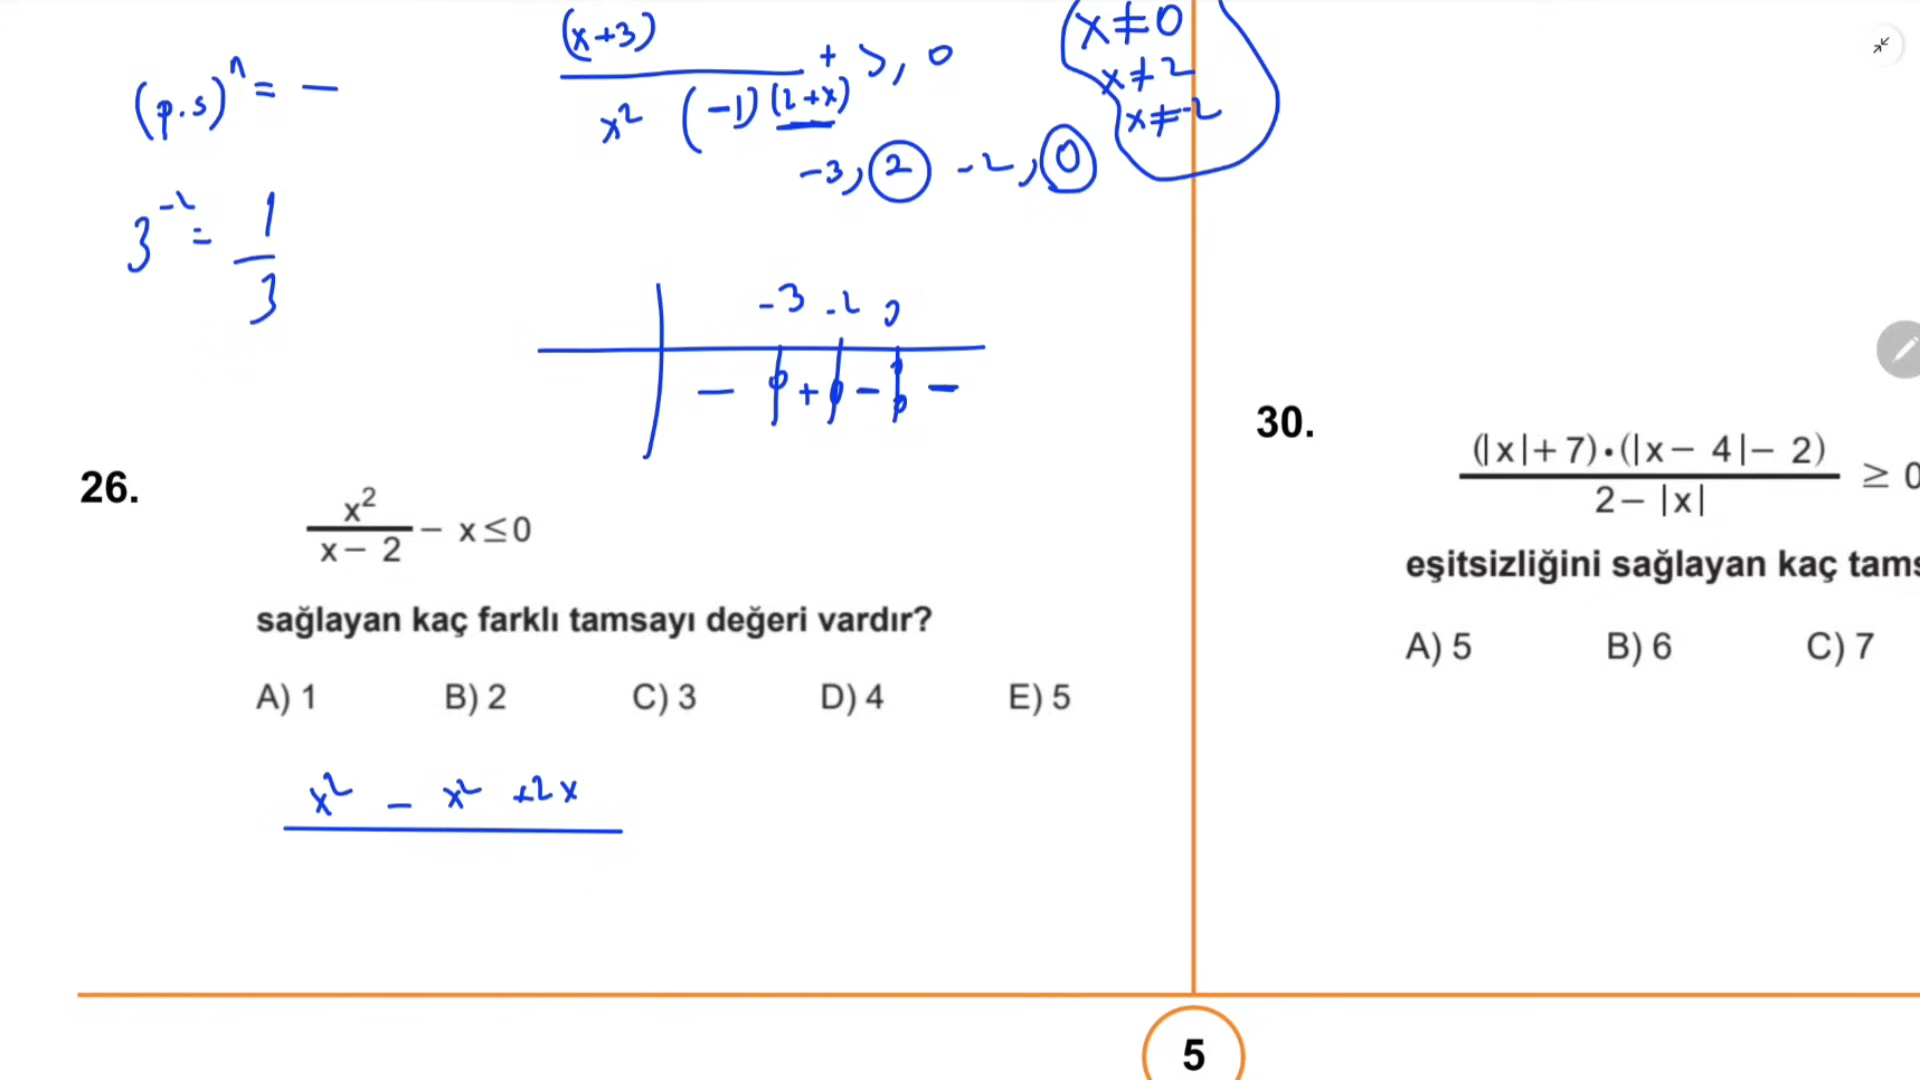 (p.s)ⁿ = −
3⁻² = 1/3
(x+3)
x² (−1)(2+x)
+ >, 0
x≠0
x≠2
x≠-2
-3, 2 -2, 0
-3 -2 0
− + − −
26.
x²/(x − 2) − x ≤ 0
sağlayan kaç farklı tamsayı değeri vardır?
A) 1 B) 2 C) 3 D) 4 E) 5
x² − x² +2x
30.
(|x|+ 7)·(|x − 4|− 2)
2 − |x|
≥ 0
eşitsizliğini sağlayan kaç tams
A) 5 B) 6 C) 7
5